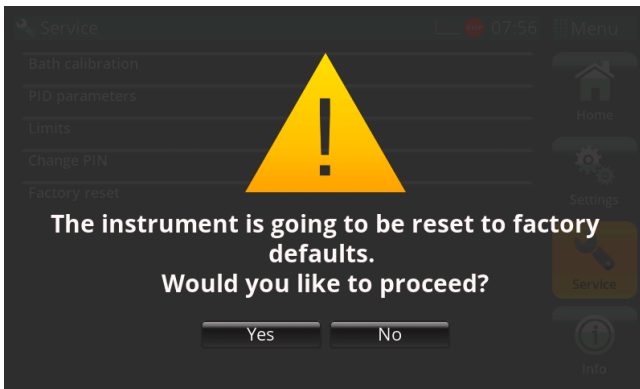 Service
07:56
Menu
Bath calibration
PID parameters
Limits
Change PIN
Factory reset
Home
Settings
Service
Info
!
The instrument is going to be reset to factory
defaults.
Would you like to proceed?
Yes
No